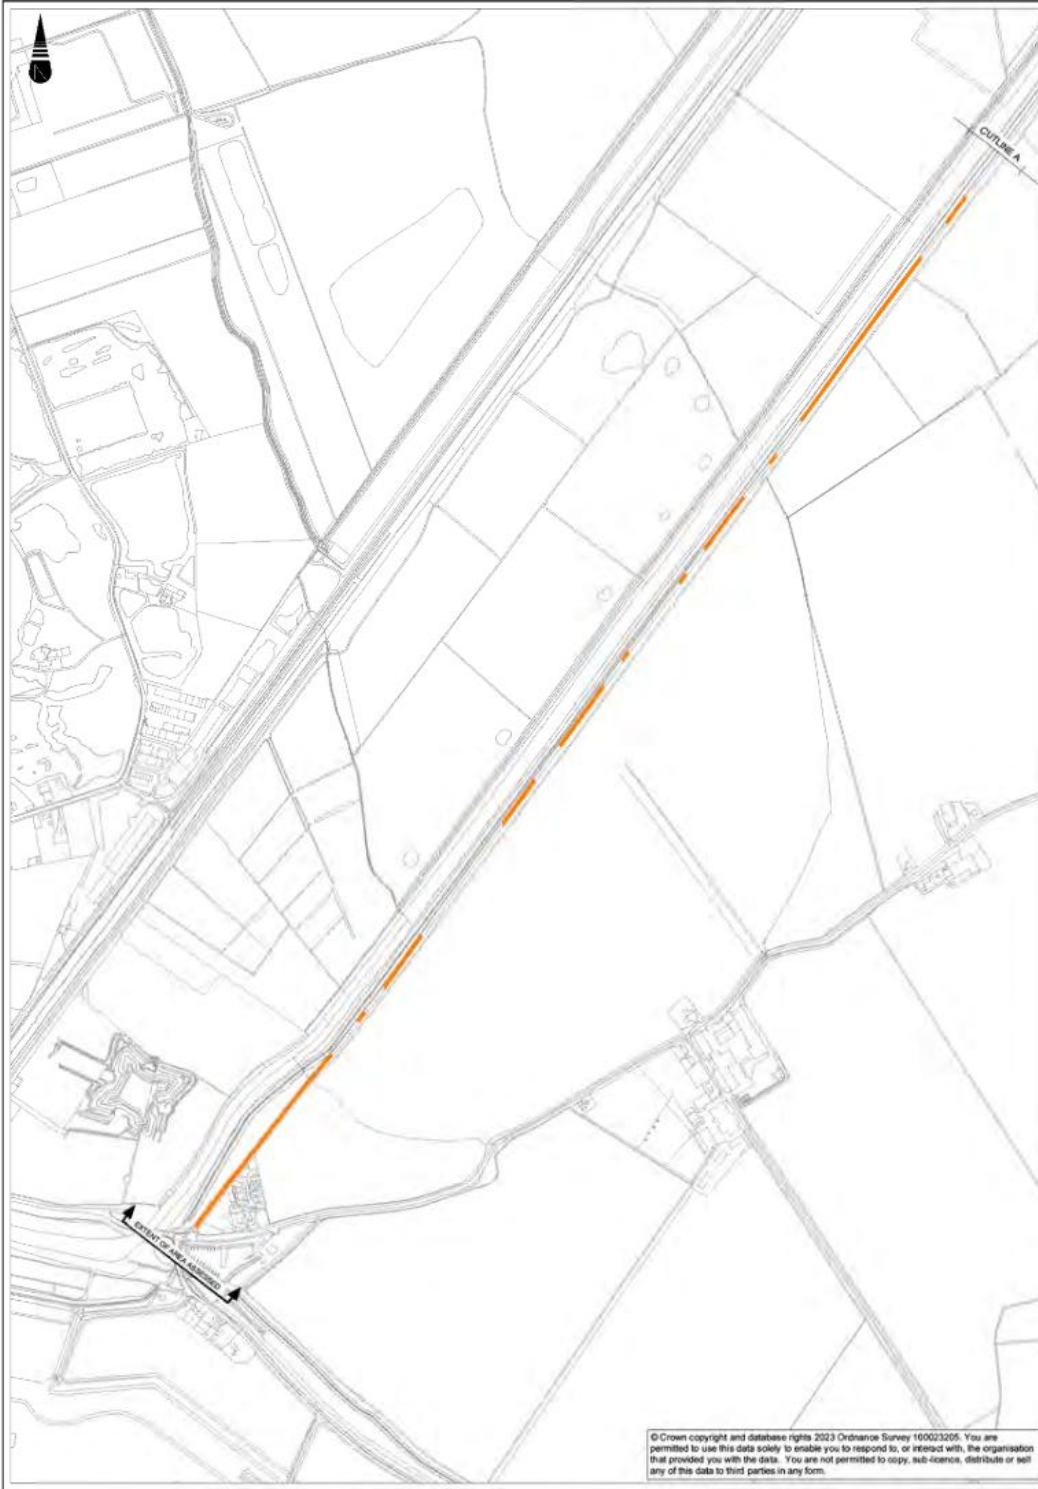 N
CUTLINE A
EXTENT OF AREA ASSESSED
© Crown copyright and database rights 2023 Ordnance Survey 100023205. You are
permitted to use this data solely to enable you to respond to, or interact with, the organisation
that provided you with the data. You are not permitted to copy, sub-licence, distribute or sell
any of this data to third parties in any form.